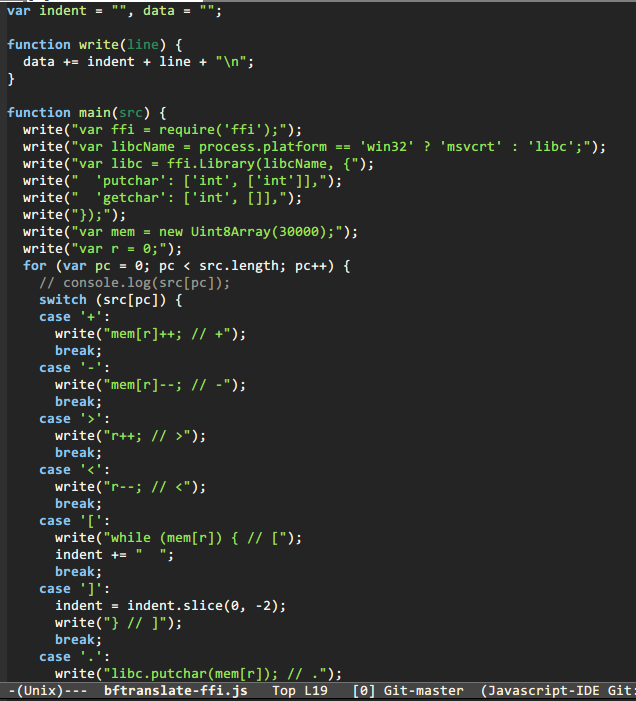 var indent = "", data = "";

function write(line) {
  data += indent + line + "\n";
}

function main(src) {
  write("var ffi = require('ffi');");
  write("var libcName = process.platform == 'win32' ? 'msvcrt' : 'libc';");
  write("var libc = ffi.Library(libcName, {");
  write("  'putchar': ['int', ['int']],");
  write("  'getchar': ['int', []],");
  write("});");
  write("var mem = new Uint8Array(30000);");
  write("var r = 0;");
  for (var pc = 0; pc < src.length; pc++) {
    // console.log(src[pc]);
    switch (src[pc]) {
    case '+':
      write("mem[r]++; // +");
      break;
    case '-':
      write("mem[r]--; // -");
      break;
    case '>':
      write("r++; // >");
      break;
    case '<':
      write("r--; // <");
      break;
    case '[':
      write("while (mem[r]) { // [");
      indent += "  ";
      break;
    case ']':
      indent = indent.slice(0, -2);
      write("} // ]");
      break;
    case '.':
      write("libc.putchar(mem[r]); // .");
-(Unix)---  bftranslate-ffi.js   Top L19   [0] Git-master  (Javascript-IDE Git: